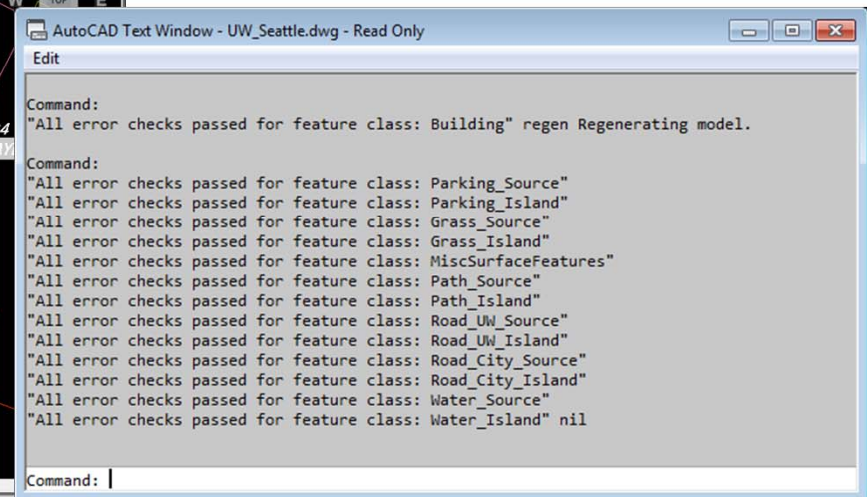 W TOP E
AutoCAD Text Window - UW_Seattle.dwg - Read Only
Edit
Command:
"All error checks passed for feature class: Building" regen Regenerating model.
Command:
"All error checks passed for feature class: Parking_Source"
"All error checks passed for feature class: Parking_Island"
"All error checks passed for feature class: Grass_Source"
"All error checks passed for feature class: Grass_Island"
"All error checks passed for feature class: MiscSurfaceFeatures"
"All error checks passed for feature class: Path_Source"
"All error checks passed for feature class: Path_Island"
"All error checks passed for feature class: Road_UW_Source"
"All error checks passed for feature class: Road_UW_Island"
"All error checks passed for feature class: Road_City_Source"
"All error checks passed for feature class: Road_City_Island"
"All error checks passed for feature class: Water_Source"
"All error checks passed for feature class: Water_Island" nil
Command: